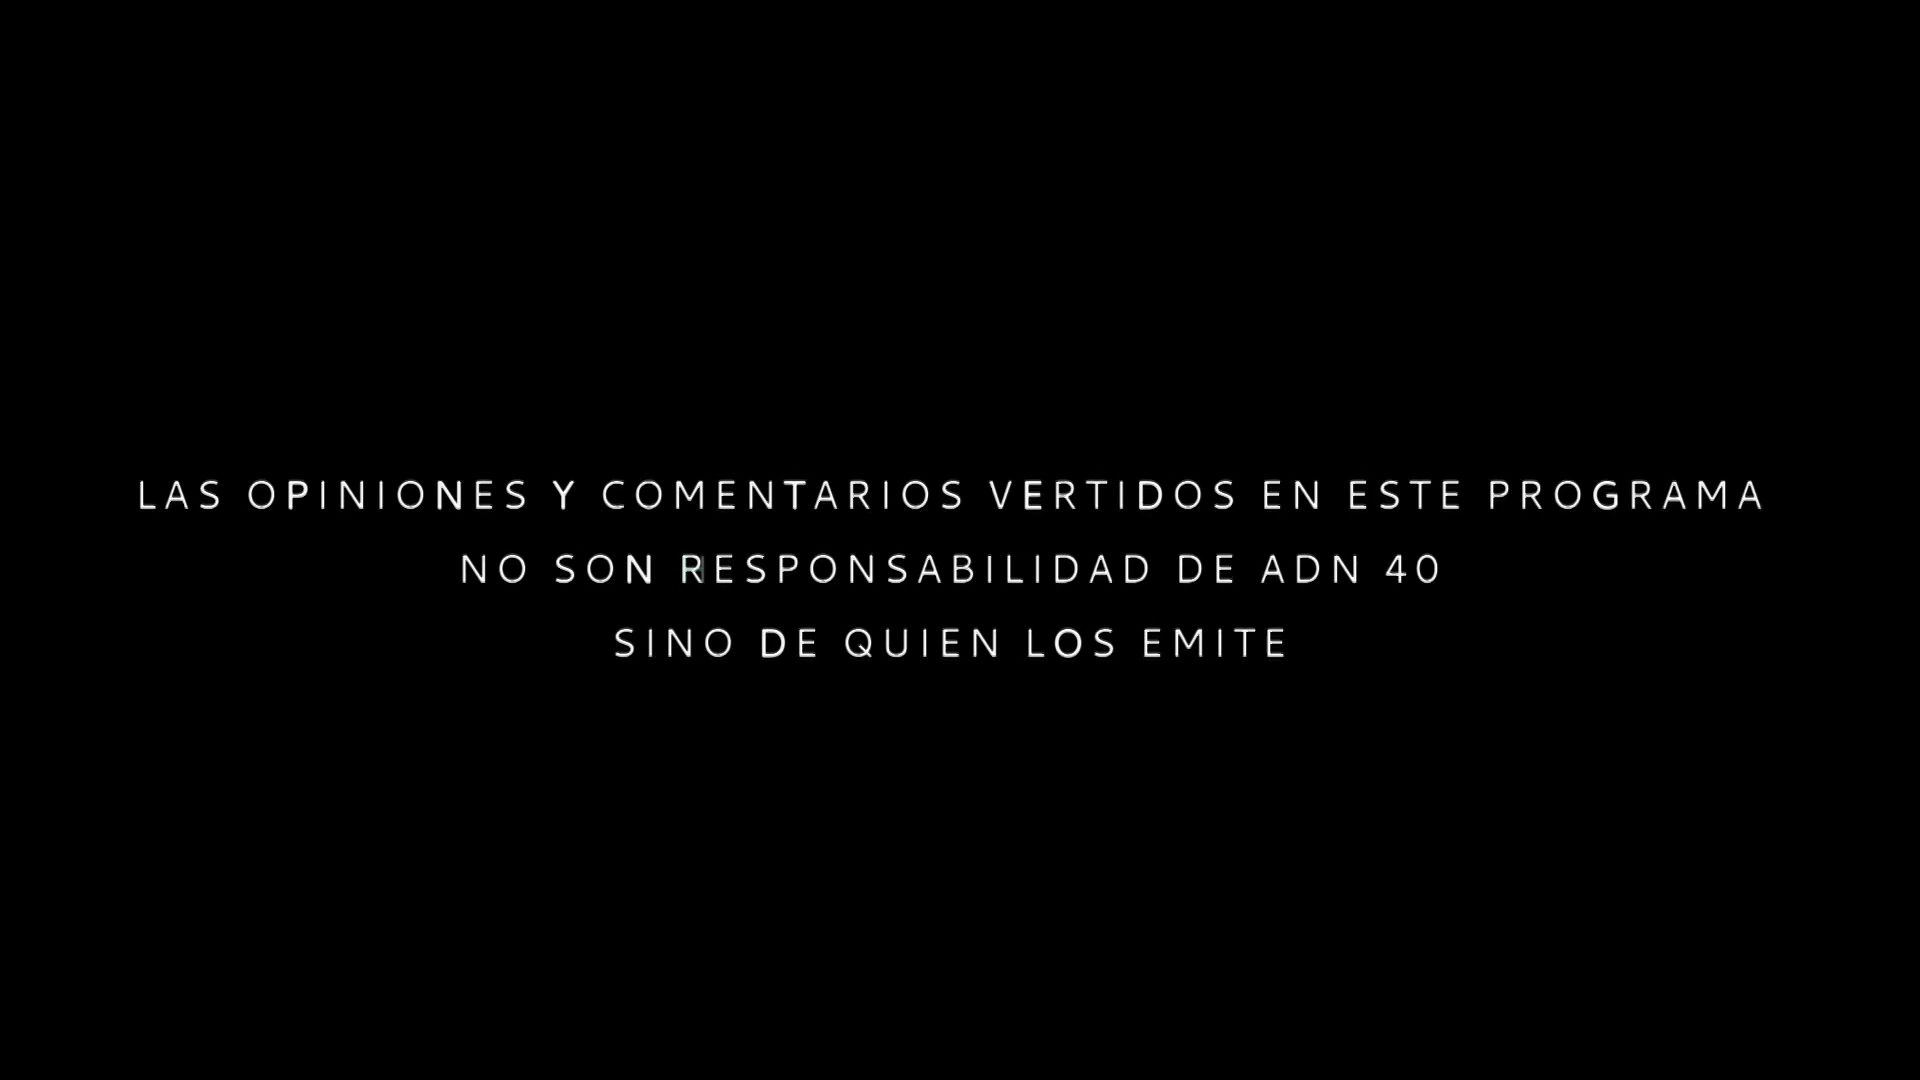 LAS OPINIONES Y COMENTARIOS VERTIDOS EN ESTE PROGRAMA
NO SON RESPONSABILIDAD DE ADN 40
SINO DE QUIEN LOS EMITE